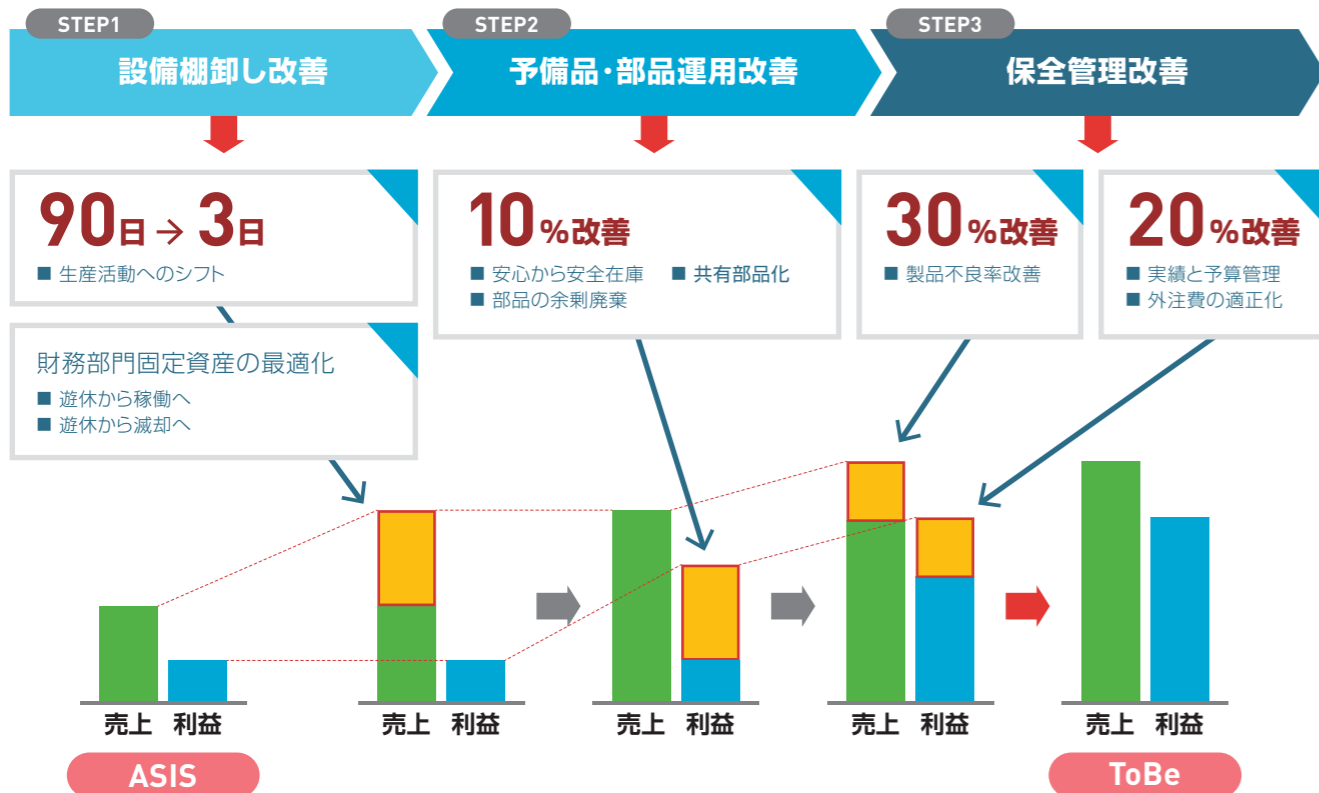 STEP1
設備棚卸し改善
STEP2
予備品・部品運用改善
STEP3
保全管理改善
90日 → 3日
■ 生産活動へのシフト
財務部門固定資産の最適化
■ 遊休から稼働へ
■ 遊休から滅却へ
10%改善
■ 安心から安全在庫 ■ 共有部品化
■ 部品の余剰廃棄
30%改善
■ 製品不良率改善
20%改善
■ 実績と予算管理
■ 外注費の適正化
売上 利益
売上 利益
売上 利益
売上 利益
売上 利益
ASIS
ToBe